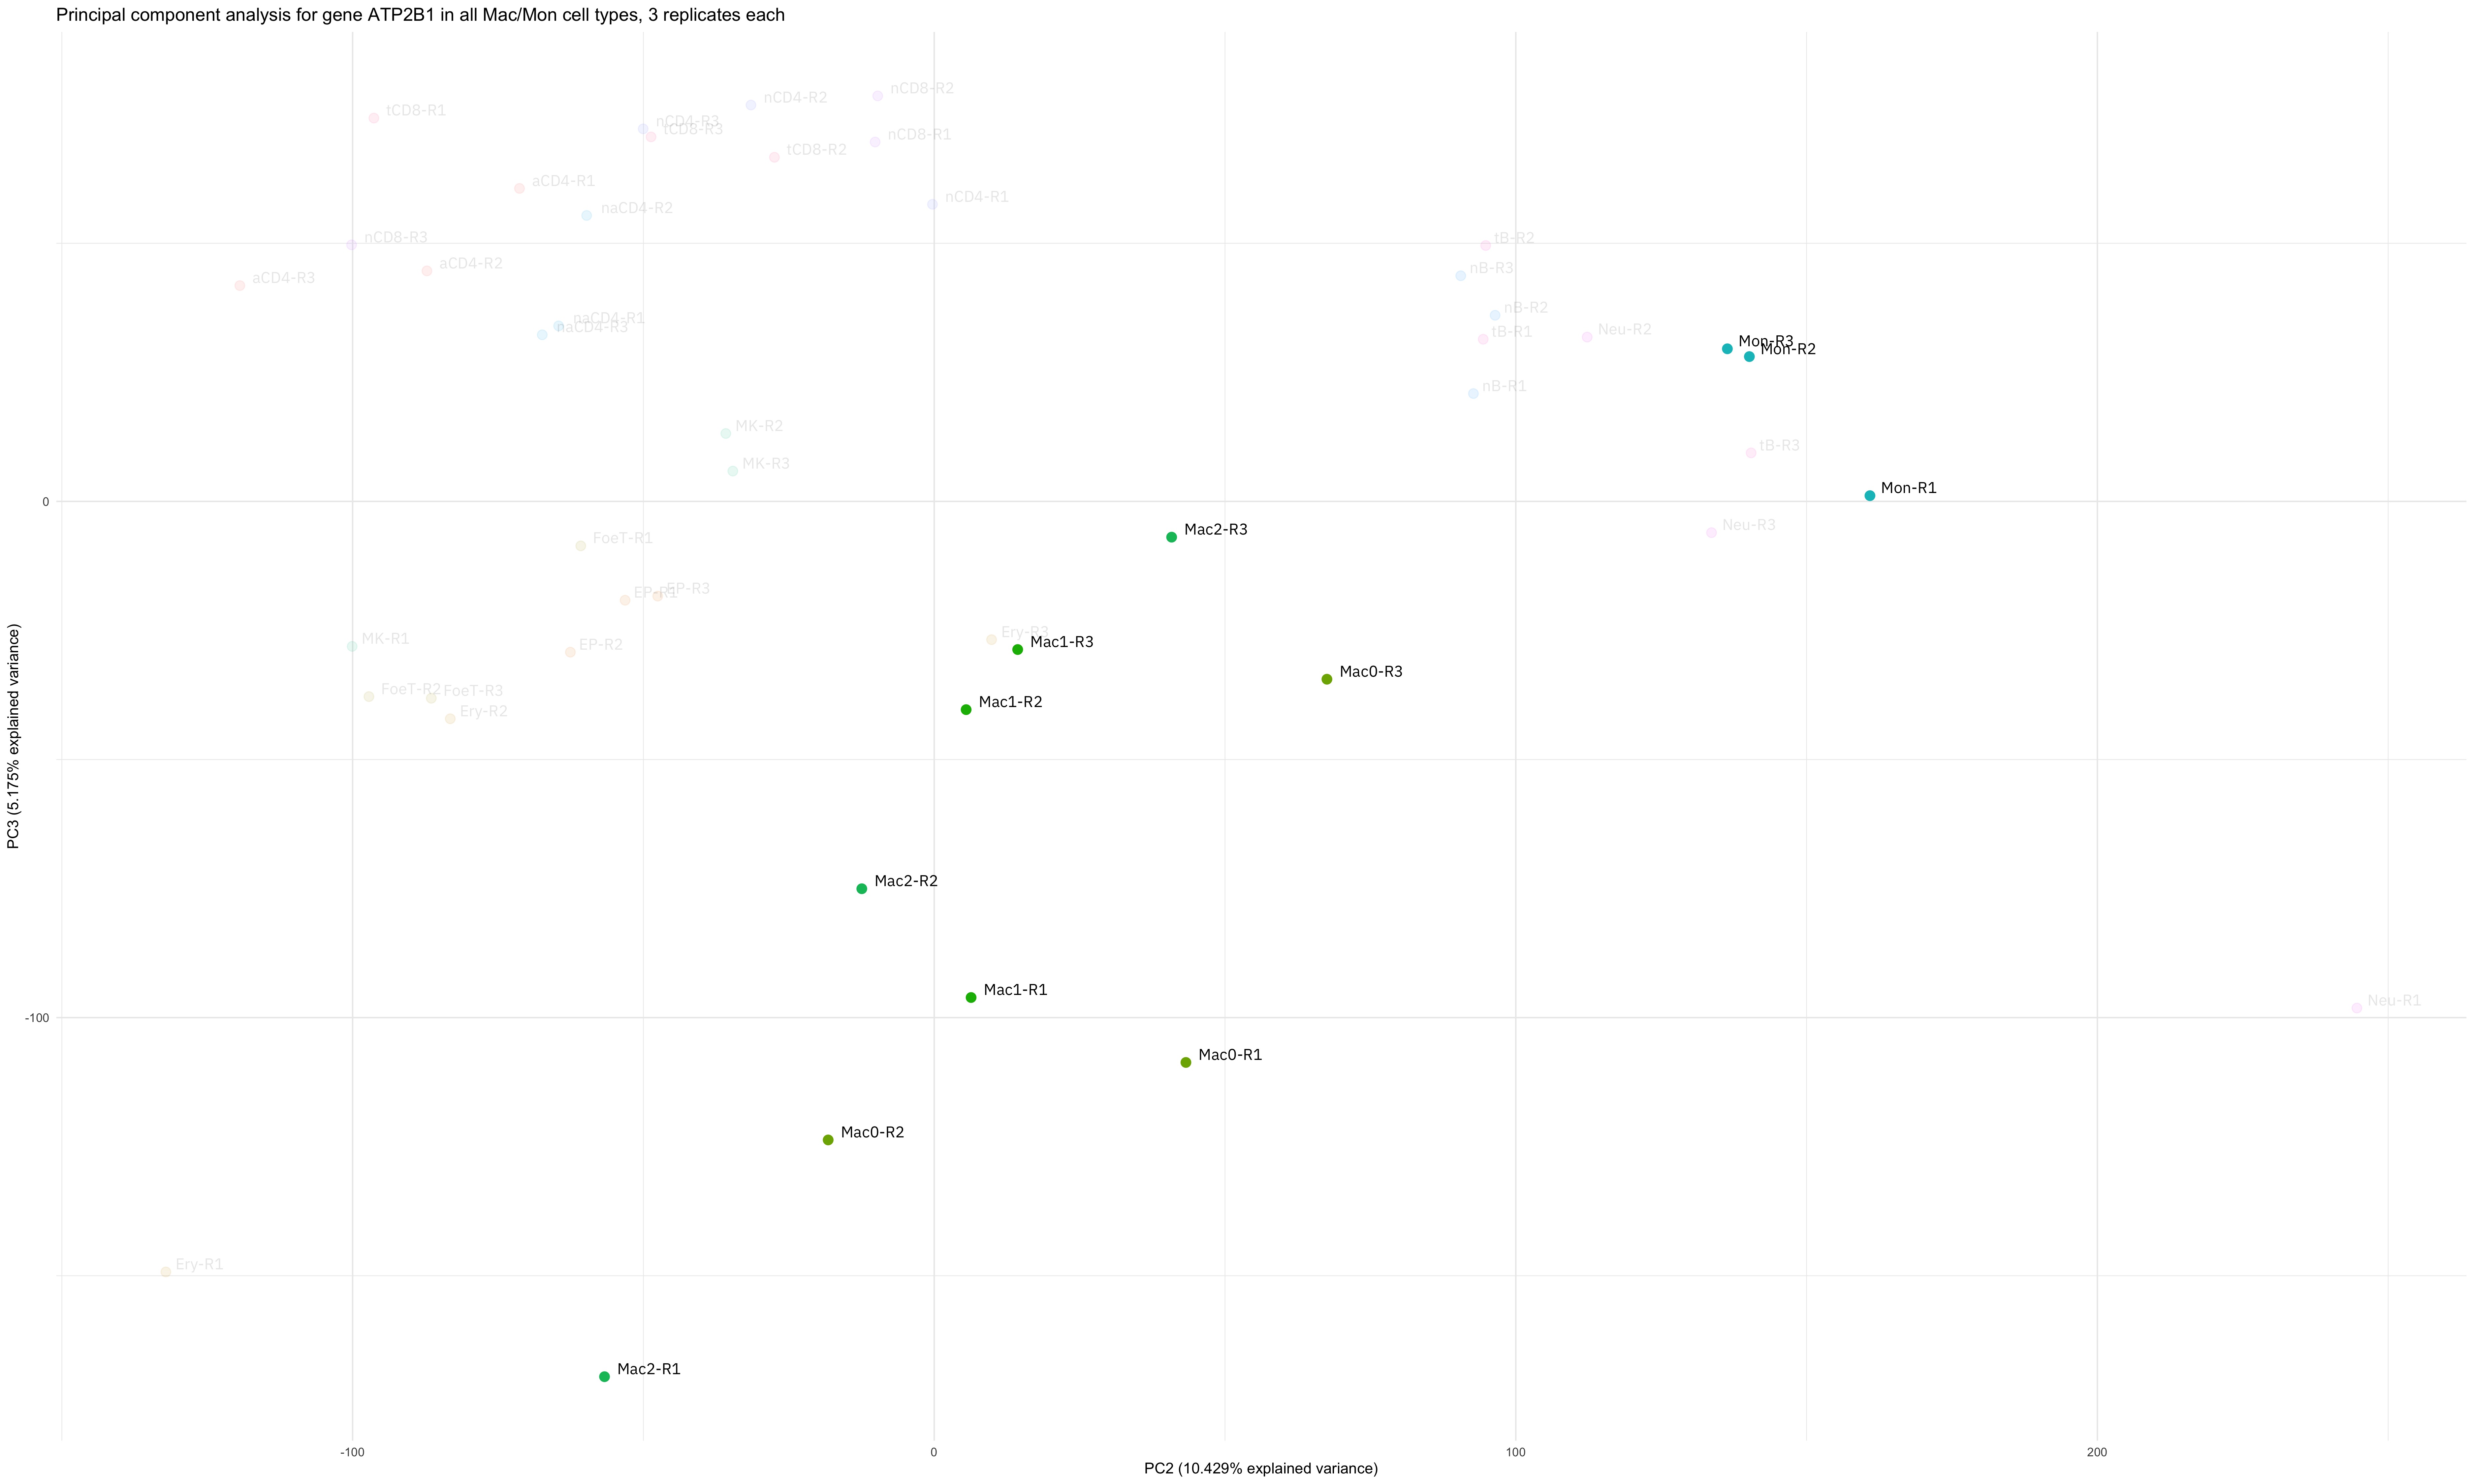 Principal component analysis for gene ATP2B1 in all Mac/Mon cell types, 3 replicates each
nCD8-R2
nCD4-R2
tCD8-R1
nCD4-R3
tCD8-R3
nCD8-R1
tCD8-R2
aCD4-R1
nCD4-R1
naCD4-R2
nCD8-R3
tB-R2
aCD4-R2
nB-R3
aCD4-R3
nB-R2
naCD4-R1
naCD4-R3
tB-R1
Neu-R2
Mon-R3
Mon-R2
nB-R1
MK-R2
tB-R3
MK-R3
Mon-R1
0
Neu-R3
Mac2-R3
FoeT-R1
EP-R1
EP-R3
Ery-R3
MK-R1
Mac1-R3
EP-R2
Mac0-R3
FoeT-R2
FoeT-R3
Mac1-R2
Ery-R2
PC3 (5.175% explained variance)
Mac2-R2
Mac1-R1
Neu-R1
-100
Mac0-R1
Mac0-R2
Ery-R1
Mac2-R1
-100
0
100
200
PC2 (10.429% explained variance)